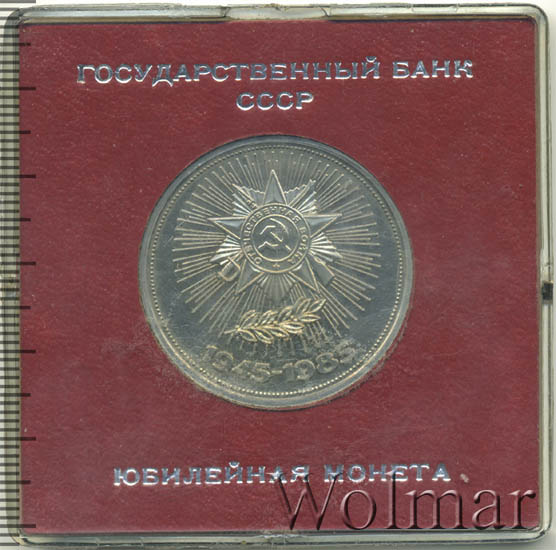 ГОСУДАРСТВЕННЫЙ БАНК
СССР
ОТЕЧЕСТВЕННАЯ ВОЙНА
1945-1985
ЮБИЛЕЙНАЯ МОНЕТА
Wolmar